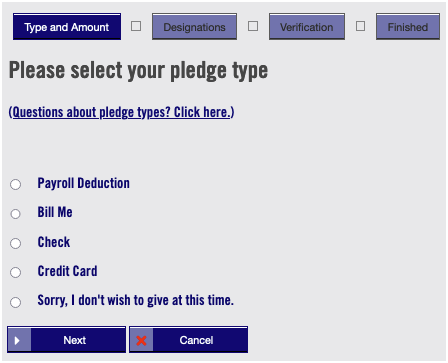 Type and Amount Designations Verification Finished
Please select your pledge type
(Questions about pledge types? Click here.)
Payroll Deduction
Bill Me
Check
Credit Card
Sorry, I don't wish to give at this time.
Next Cancel